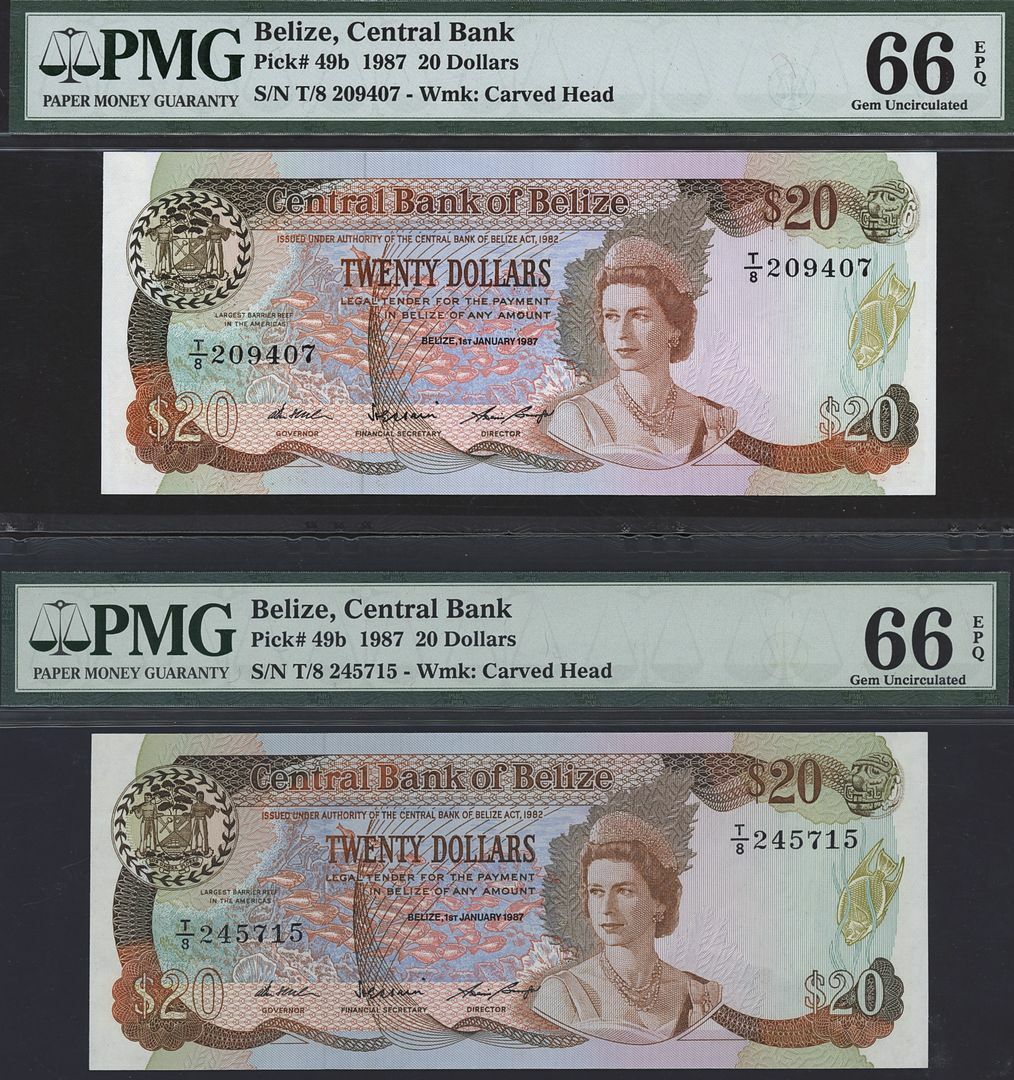 PMG
PAPER MONEY GUARANTY
Belize, Central Bank
Pick# 49b 1987 20 Dollars
S/N T/8 209407 - Wmk: Carved Head
66 EPQ
Gem Uncirculated
Central Bank of Belize
$20
ISSUED UNDER AUTHORITY OF THE CENTRAL BANK OF BELIZE ACT, 1982
TWENTY DOLLARS
T/8 209407
LEGAL TENDER FOR THE PAYMENT
IN BELIZE OF ANY AMOUNT
LARGEST BARRIER REEF
IN THE AMERICAS
BELIZE, 1ST JANUARY 1987
T/8 209407
$20
$20
GOVERNOR
FINANCIAL SECRETARY
DIRECTOR
PMG
PAPER MONEY GUARANTY
Belize, Central Bank
Pick# 49b 1987 20 Dollars
S/N T/8 245715 - Wmk: Carved Head
66 EPQ
Gem Uncirculated
Central Bank of Belize
$20
ISSUED UNDER AUTHORITY OF THE CENTRAL BANK OF BELIZE ACT, 1982
TWENTY DOLLARS
T/8 245715
LEGAL TENDER FOR THE PAYMENT
IN BELIZE OF ANY AMOUNT
LARGEST BARRIER REEF
IN THE AMERICAS
BELIZE, 1ST JANUARY 1987
T/8 245715
$20
$20
GOVERNOR
FINANCIAL SECRETARY
DIRECTOR